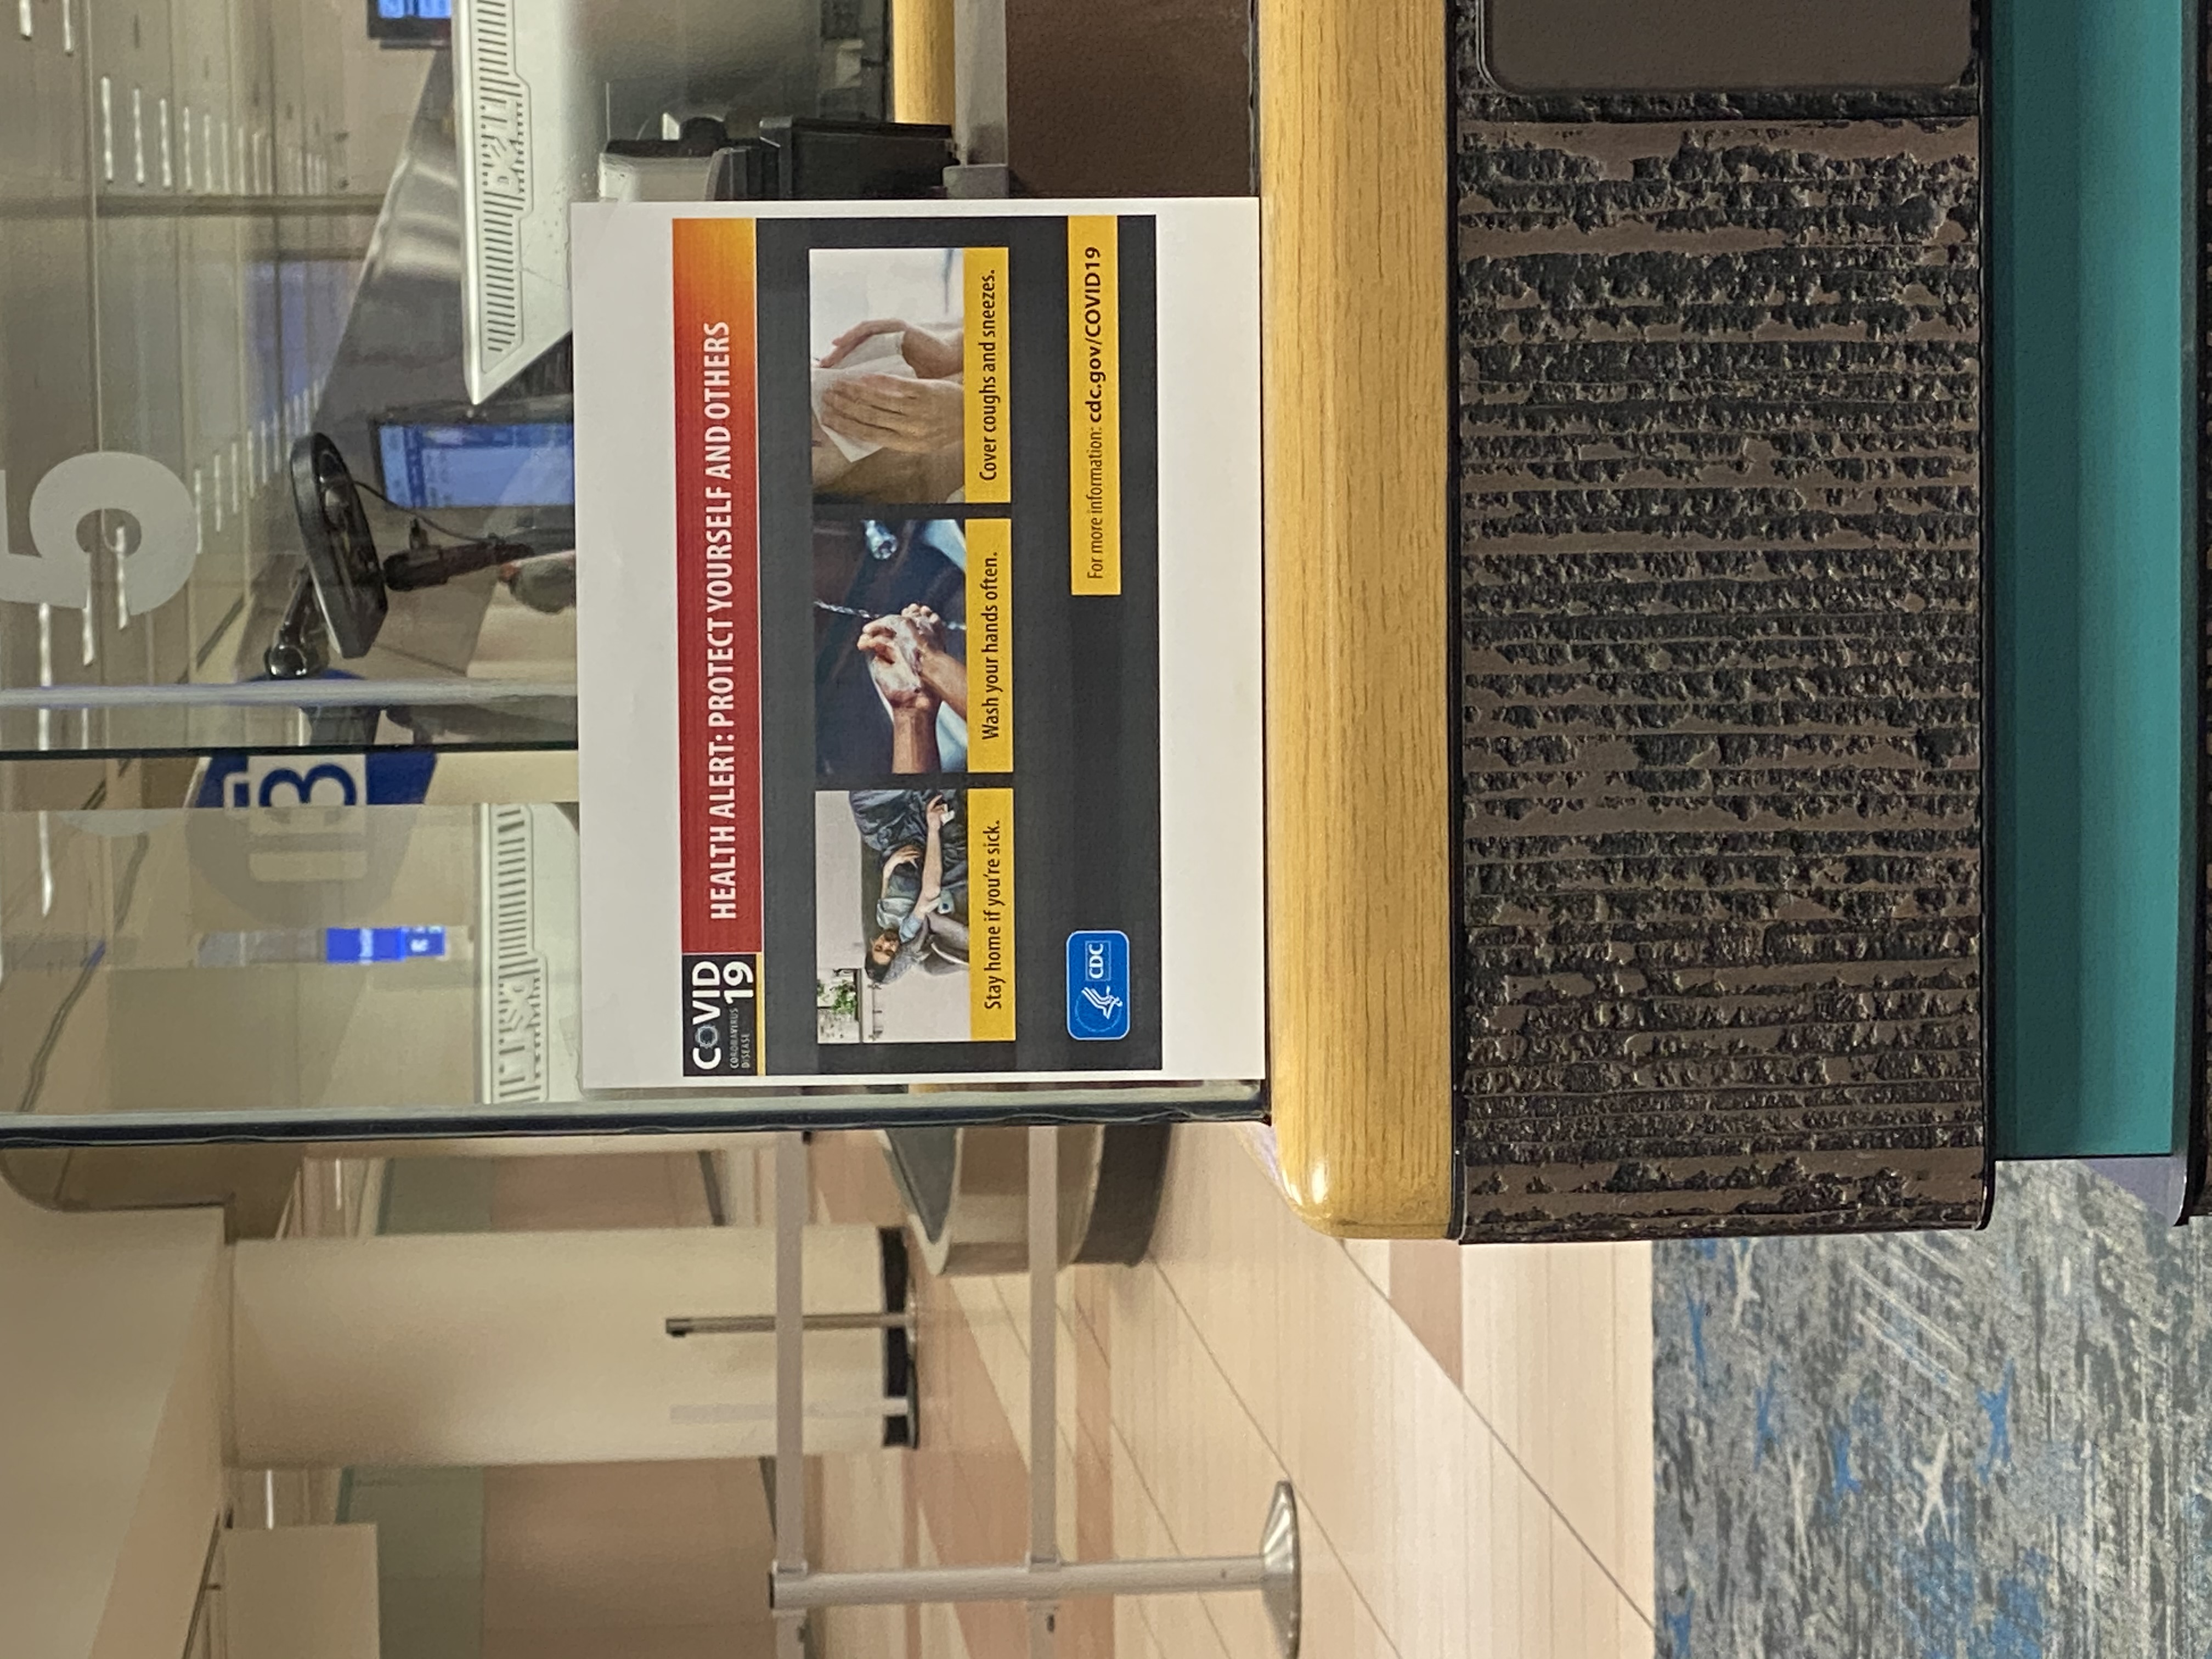 5
3
DELL
COVID
19
CORONAVIRUS
DISEASE
HEALTH ALERT: PROTECT YOURSELF AND OTHERS
Stay home if you're sick.
Wash your hands often.
Cover coughs and sneezes.
CDC
For more information: cdc.gov/COVID19